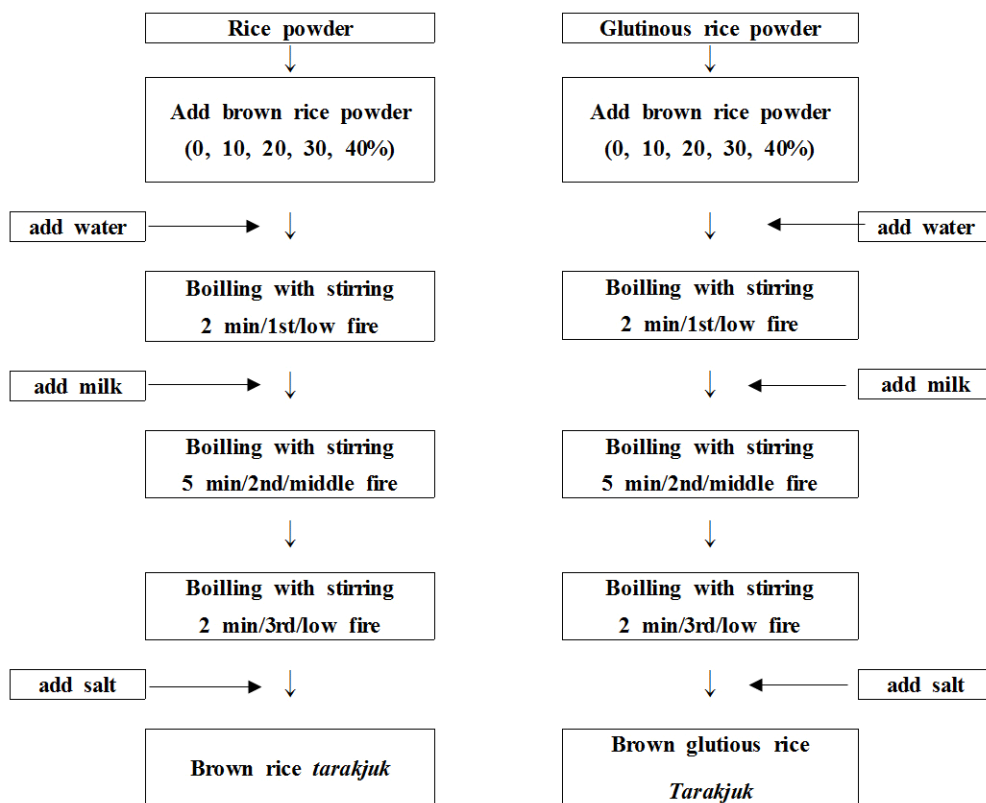 Rice powder
Add brown rice powder
(0, 10, 20, 30, 40%)
add water
Boilling with stirring
2 min/1st/low fire
add milk
Boilling with stirring
5 min/2nd/middle fire
Boilling with stirring
2 min/3rd/low fire
add salt
Brown rice tarakjuk
Glutinous rice powder
Add brown rice powder
(0, 10, 20, 30, 40%)
add water
Boilling with stirring
2 min/1st/low fire
add milk
Boilling with stirring
5 min/2nd/middle fire
Boilling with stirring
2 min/3rd/low fire
add salt
Brown glutious rice
Tarakjuk